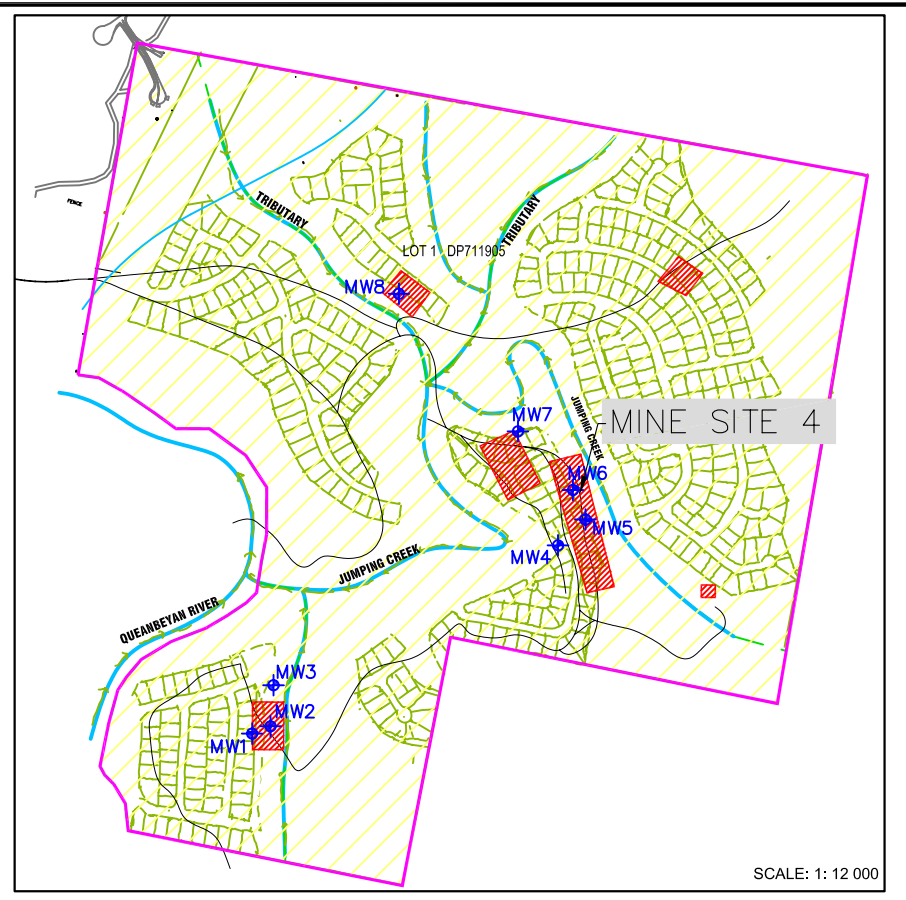 FENCE
TRIBUTARY
TRIBUTARY
LOT 1 DP711905
MW8
JUMPING CREEK
MW7
MINE SITE 4
MW6
MW5
MW4
JUMPING CREEK
QUEANBEYAN RIVER
MW3
MW2
MW1
SCALE: 1: 12 000